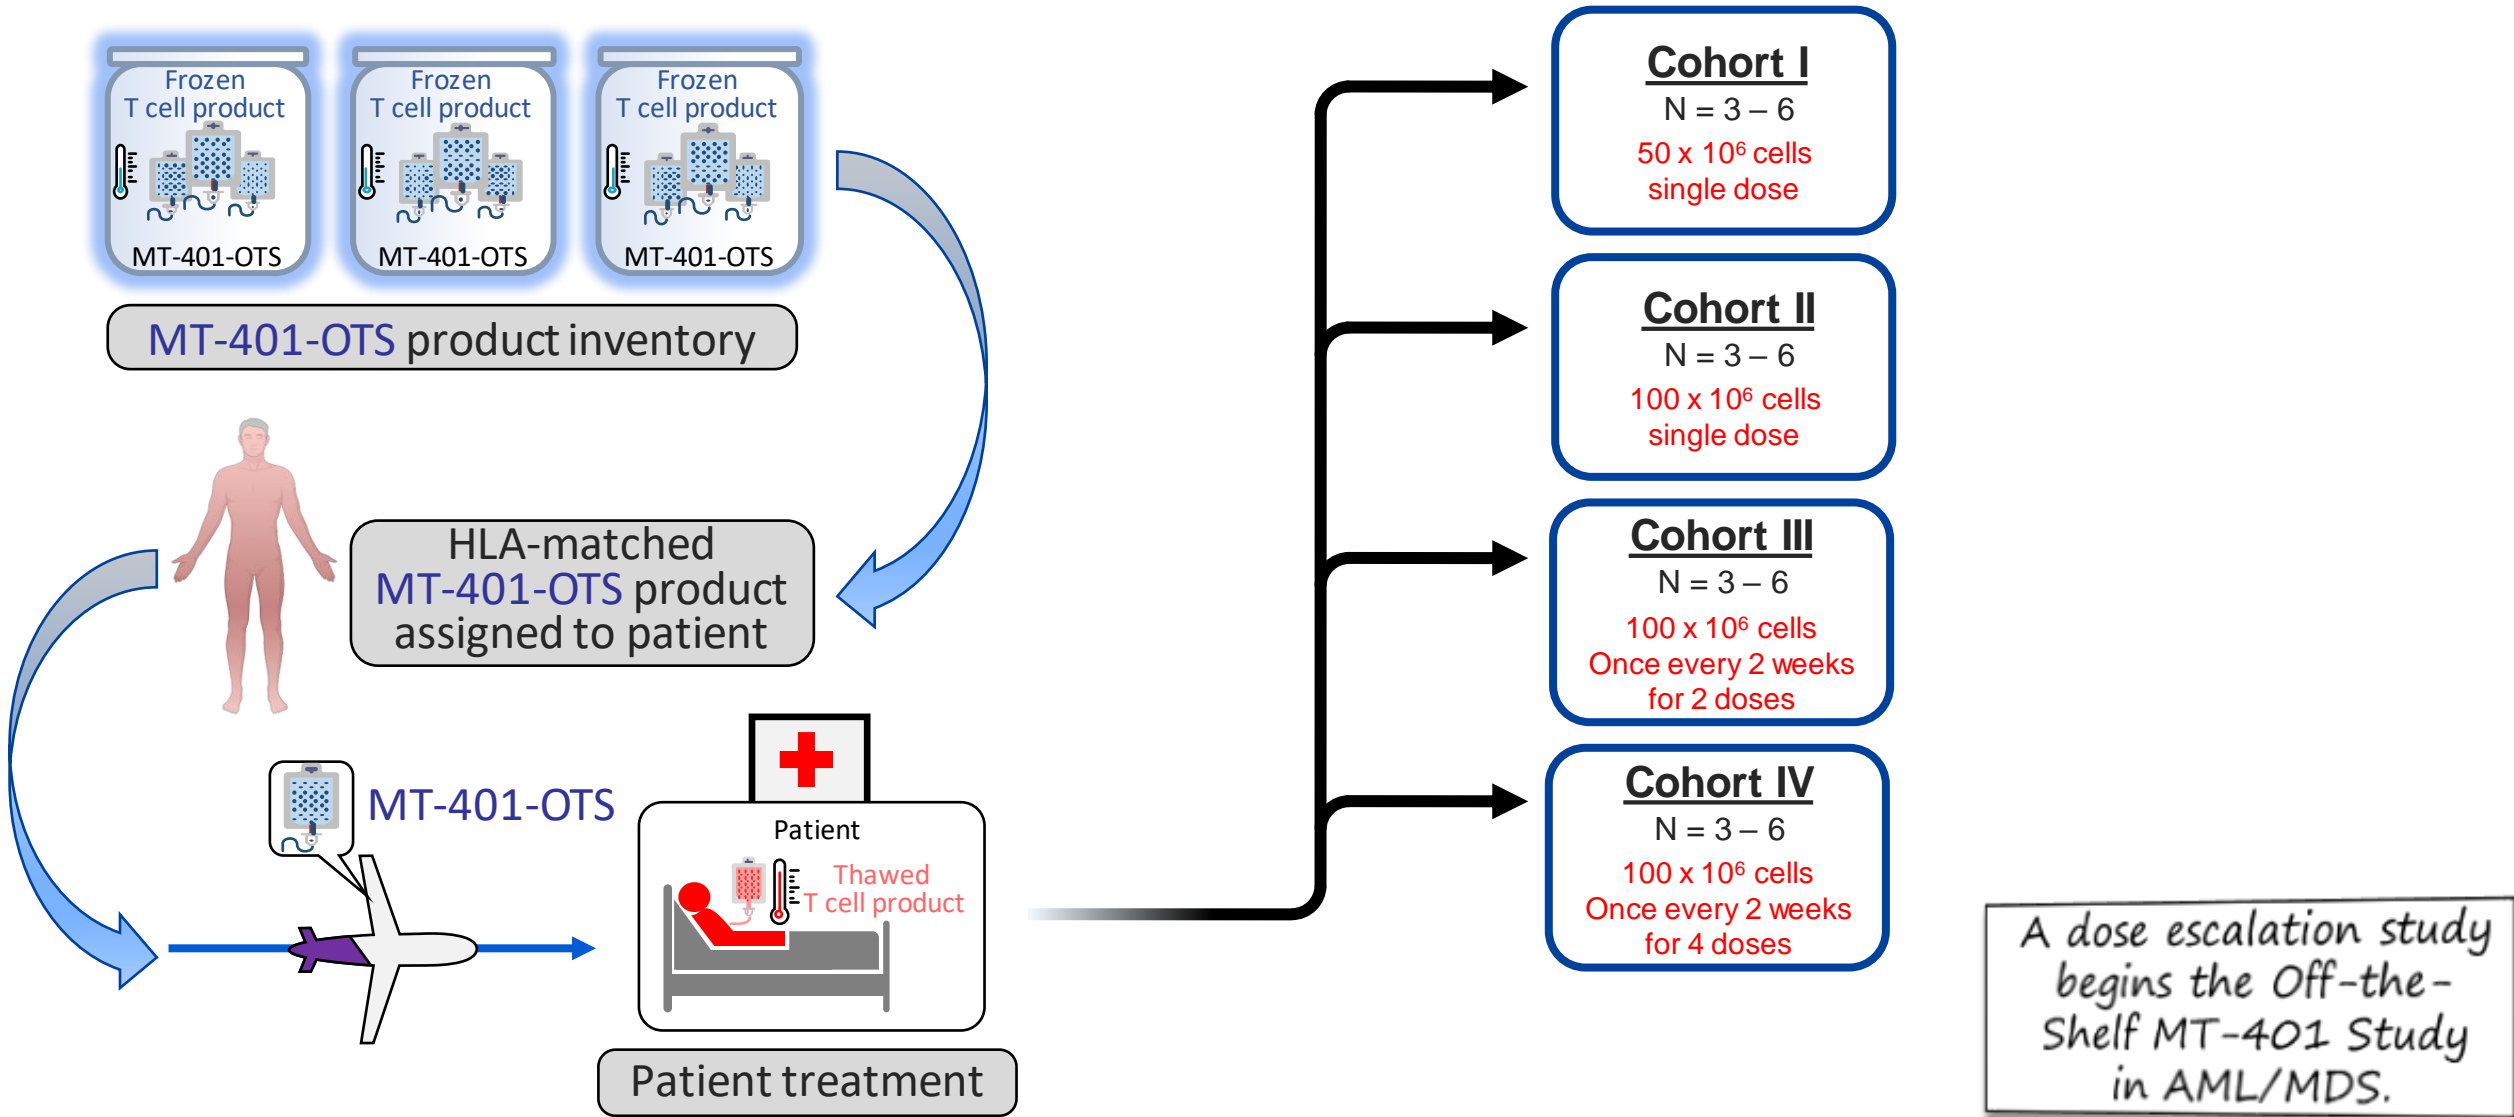 Frozen
T cell product
MT-401-OTS
Frozen
T cell product
MT-401-OTS
Frozen
T cell product
MT-401-OTS
MT-401-OTS product inventory
HLA-matched
MT-401-OTS product
assigned to patient
MT-401-OTS
Patient
Thawed
T cell product
Patient treatment
Cohort I
N = 3 – 6
50 x 10⁶ cells
single dose
Cohort II
N = 3 – 6
100 x 10⁶ cells
single dose
Cohort III
N = 3 – 6
100 x 10⁶ cells
Once every 2 weeks
for 2 doses
Cohort IV
N = 3 – 6
100 x 10⁶ cells
Once every 2 weeks
for 4 doses
A dose escalation study
begins the Off-the-
Shelf MT-401 Study
in AML/MDS.